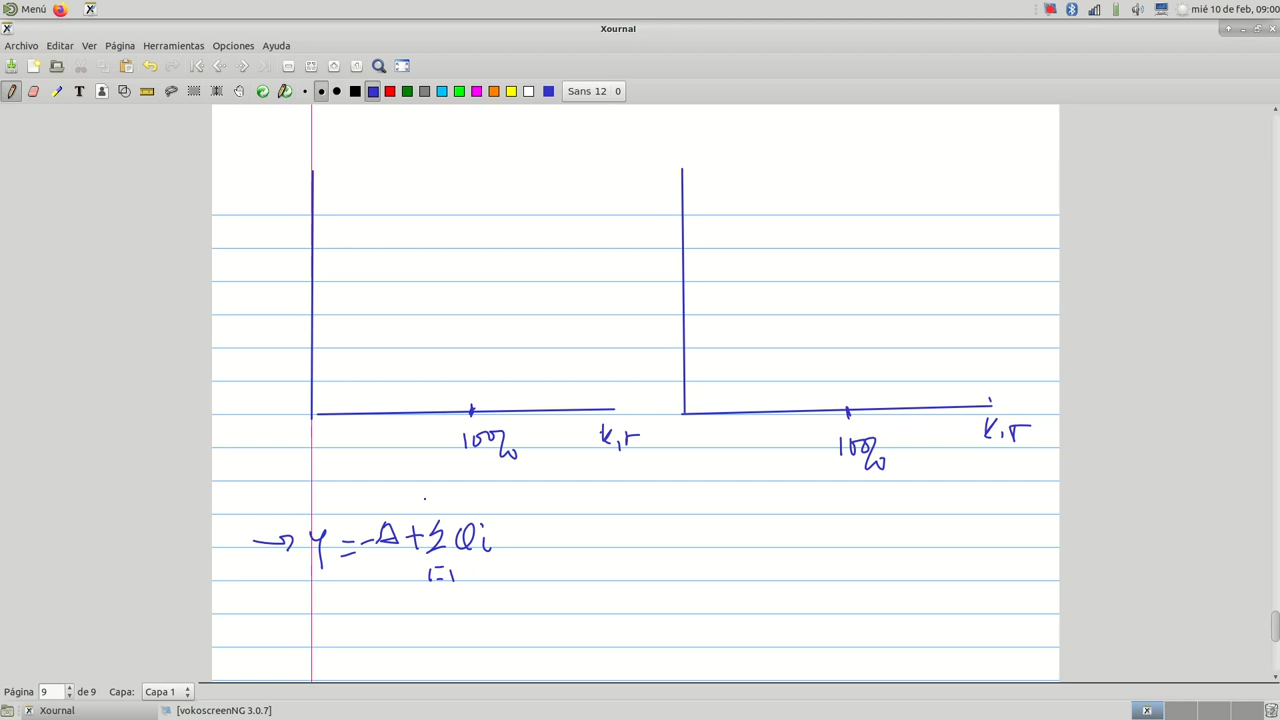 Menú mié 10 de feb, 09:00
Xournal
Archivo Editar Ver Página Herramientas Opciones Ayuda
T Sans 12 0
100% k, r 100% k, r
→ y = -A + Σ Qi
i=1
Página 9 de 9 Capa: Capa 1
Xournal [vokoscreenNG 3.0.7]